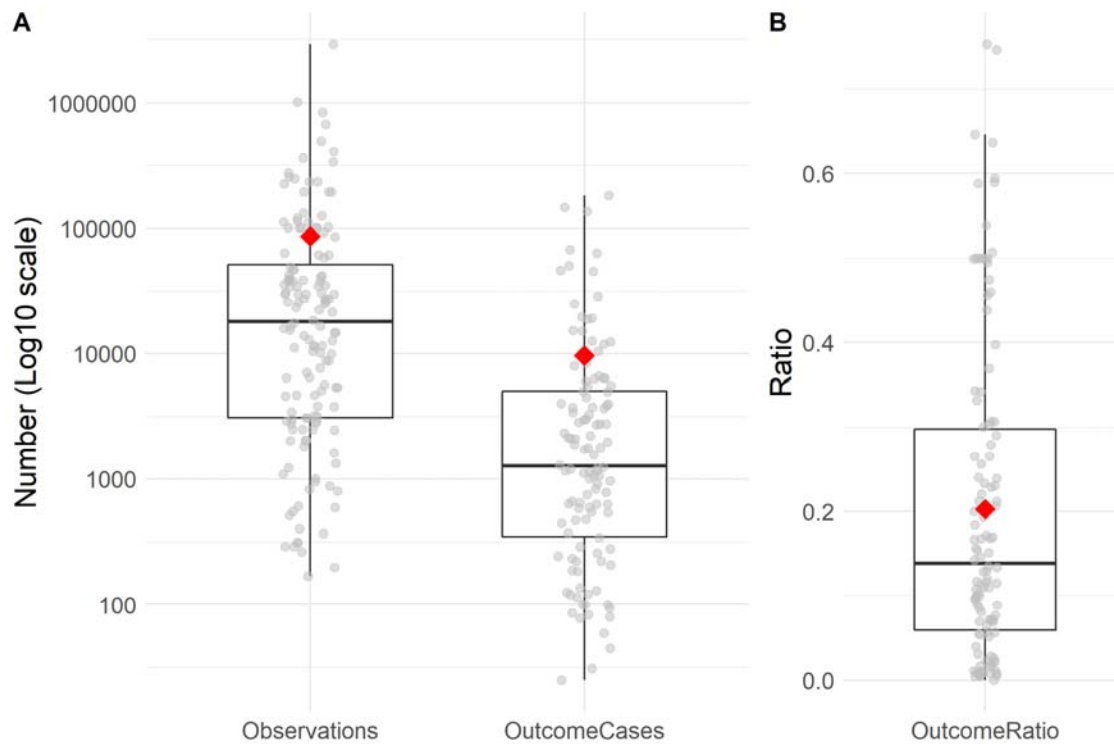 A
Number (Log10 scale)
1000000
100000
10000
1000
100
Observations
OutcomeCases
B
Ratio
0.6
0.4
0.2
0.0
OutcomeRatio